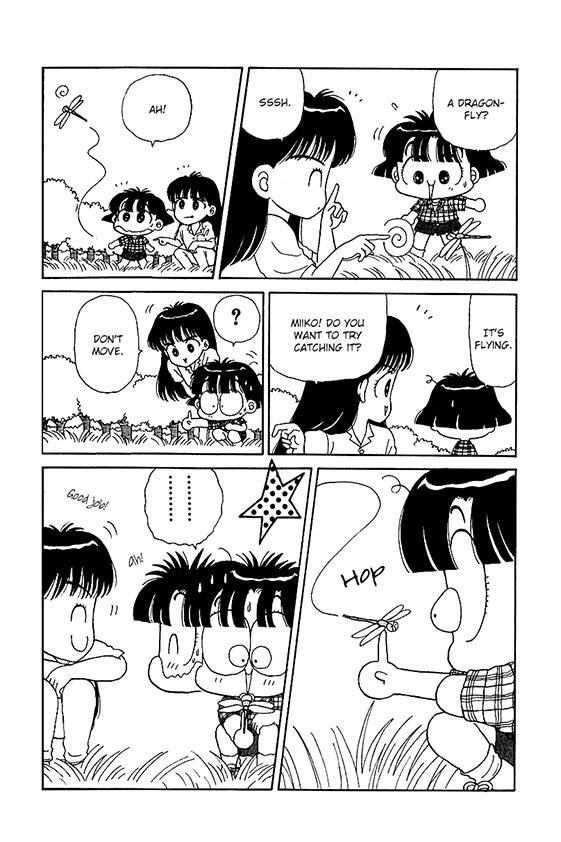 A DRAGON-
FLY?
SSSH.
AH!
IT'S
FLYING.
MIIKO! DO YOU
WANT TO TRY
CATCHING IT?
?
DON'T
MOVE.
HOP
Ah!
Good job!